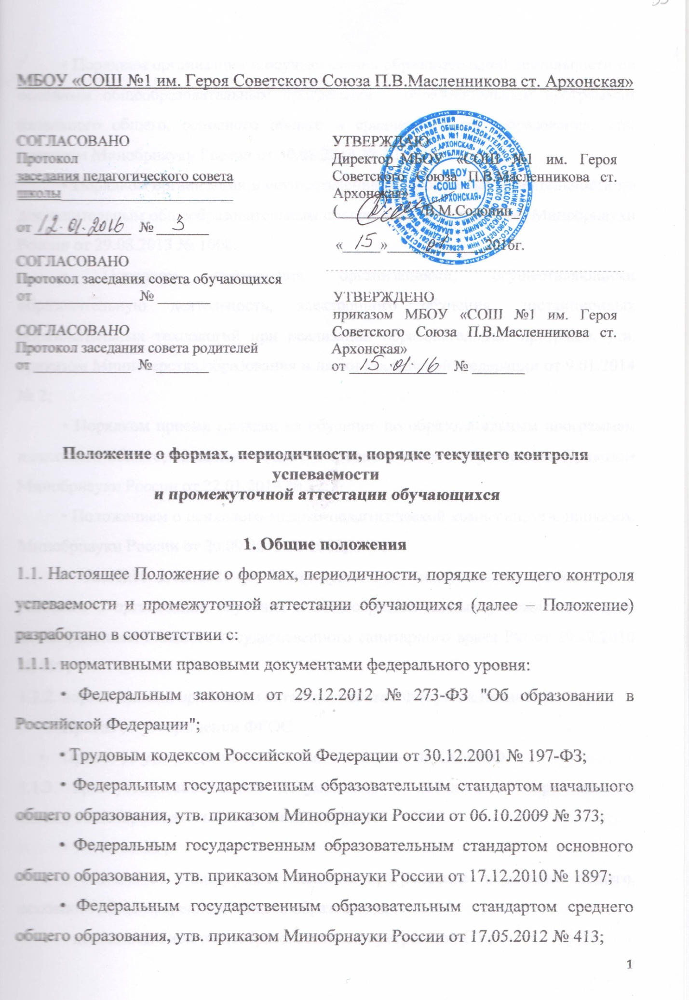 МБОУ «СОШ №1 им. Героя Советского Союза П.В.Масленникова ст. Архонская»
СОГЛАСОВАНО
Протокол
заседания педагогического совета
школы
от 12.01.2016 № 3
СОГЛАСОВАНО
Протокол заседания совета обучающихся
от ______________ № ________
СОГЛАСОВАНО
Протокол заседания совета родителей
от ______________ № ________
УТВЕРЖДАЮ
Директор МБОУ «СОШ №1 им. Героя
Советского Союза П.В.Масленникова ст.
Архонская»
( /В.М.Солонин /
« 15 » 01 2016г.
МБОУ
«СОШ №1
ст.АРХОНСКАЯ»
УТВЕРЖДЕНО
приказом МБОУ «СОШ №1 им. Героя
Советского Союза П.В.Масленникова ст.
Архонская»
от 15.01.16 № ________
Положение о формах, периодичности, порядке текущего контроля
успеваемости
и промежуточной аттестации обучающихся
1. Общие положения
1.1. Настоящее Положение о формах, периодичности, порядке текущего контроля
успеваемости и промежуточной аттестации обучающихся (далее – Положение)
разработано в соответствии с:
1.1.1. нормативными правовыми документами федерального уровня:
• Федеральным законом от 29.12.2012 № 273-ФЗ "Об образовании в
Российской Федерации";
• Трудовым кодексом Российской Федерации от 30.12.2001 № 197-ФЗ;
• Федеральным государственным образовательным стандартом начального
общего образования, утв. приказом Минобрнауки России от 06.10.2009 № 373;
• Федеральным государственным образовательным стандартом основного
общего образования, утв. приказом Минобрнауки России от 17.12.2010 № 1897;
• Федеральным государственным образовательным стандартом среднего
общего образования, утв. приказом Минобрнауки России от 17.05.2012 № 413;
1